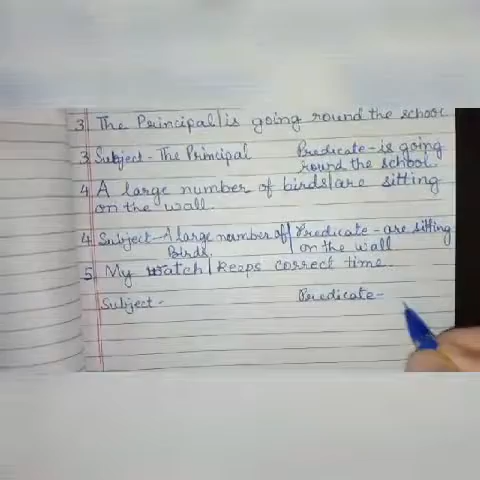 3 The Principal|is going round the school
3 Subject - The Principal Predicate - is going
round the school.
4 A large number of birds|are sitting
on the wall.
4 Subject - A large number of Predicate - are sitting
Birds. on the wall
5 My watch|keeps correct time.
Subject - Predicate -